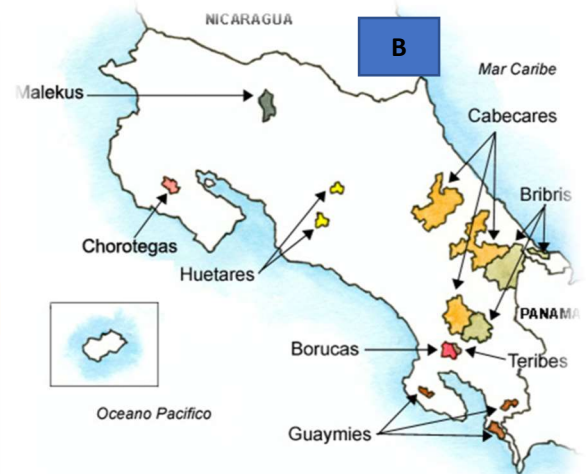 NICARAGUA
B
Mar Caribe
Malekus
Cabecares
Bribris
Chorotegas
Huetares
PANAMA
Borucas
Teribes
Oceano Pacifico
Guaymies